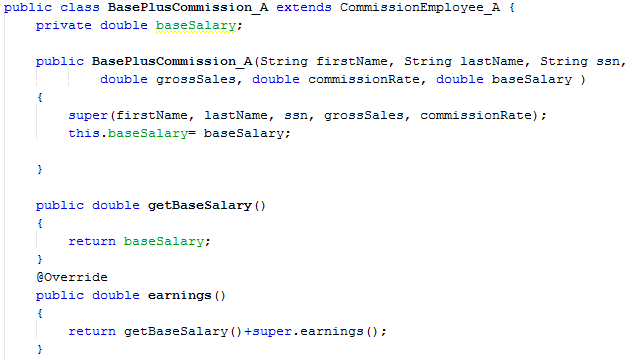 public class BasePlusCommission_A extends CommissionEmployee_A {
private double baseSalary;
public BasePlusCommission_A(String firstName, String lastName, String ssn,
double grossSales, double commissionRate, double baseSalary )
{
super(firstName, lastName, ssn, grossSales, commissionRate);
this.baseSalary= baseSalary;
}
public double getBaseSalary()
{
return baseSalary;
}
@Override
public double earnings()
{
return getBaseSalary()+super.earnings();
}